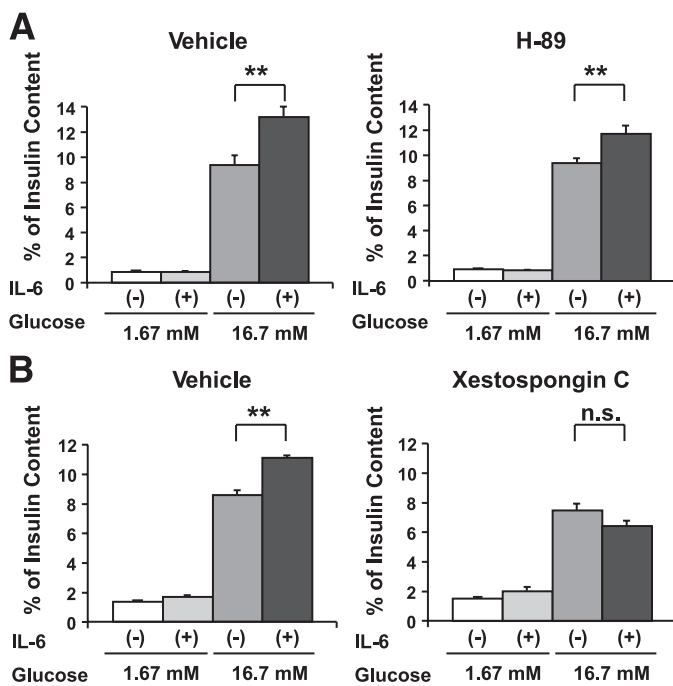 A
Vehicle
H-89
**
**
% of Insulin Content
14
12
10
8
6
4
2
0
% of Insulin Content
14
12
10
8
6
4
2
0
IL-6 (-) (+) (-) (+)
Glucose 1.67 mM 16.7 mM
IL-6 (-) (+) (-) (+)
Glucose 1.67 mM 16.7 mM
B
Vehicle
Xestospongin C
**
n.s.
% of Insulin Content
12
10
8
6
4
2
0
% of Insulin Content
12
10
8
6
4
2
0
IL-6 (-) (+) (-) (+)
Glucose 1.67 mM 16.7 mM
IL-6 (-) (+) (-) (+)
Glucose 1.67 mM 16.7 mM